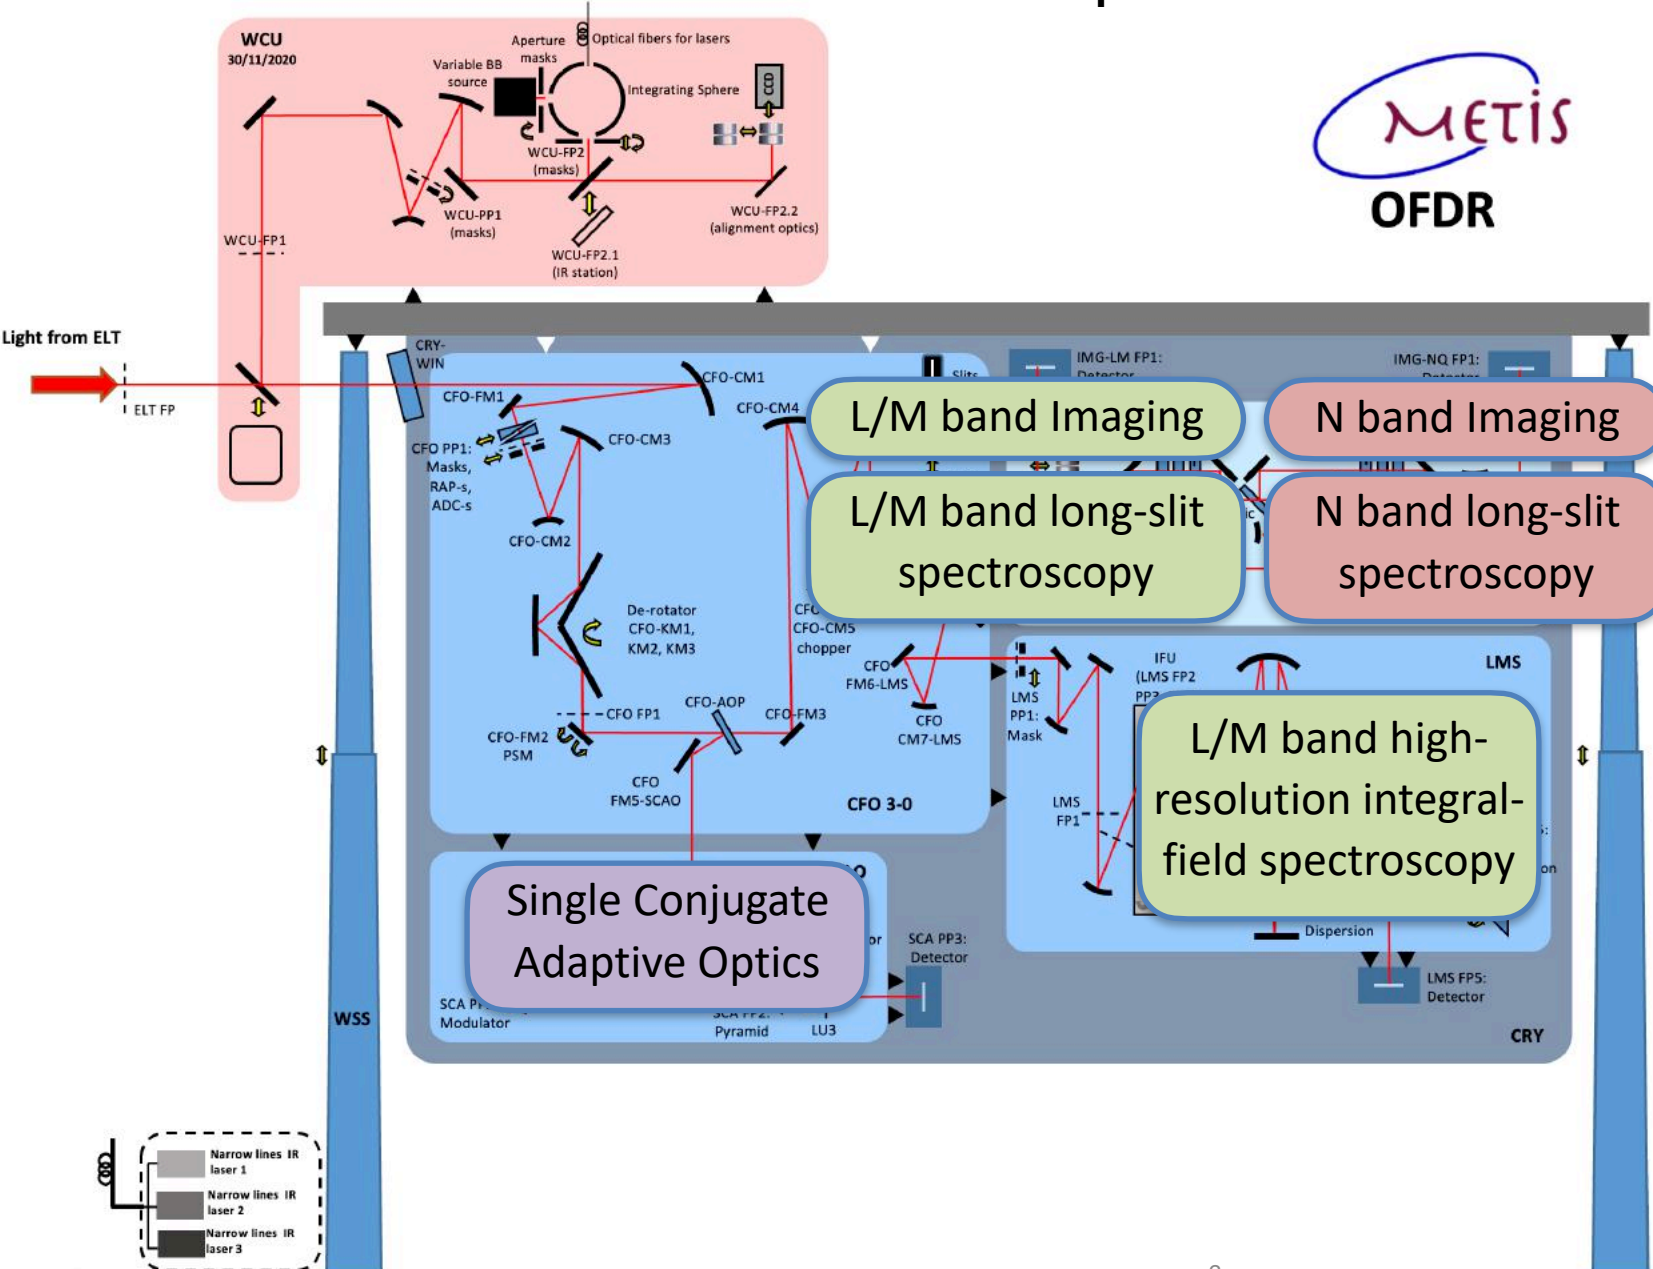 WCU
30/11/2020
Aperture
masks
Optical fibers for lasers
Variable BB
source
Integrating Sphere
CCD
WCU-FP2
(masks)
WCU-PP1
(masks)
WCU-FP2.2
(alignment optics)
WCU-FP1
WCU-FP2.1
(IR station)
METIS
OFDR
Light from ELT
ELT FP
CRY-
WIN
CFO-FM1
CFO-CM1
CFO-CM4
Slits
IMG-LM FP1:
Detector
IMG-NQ FP1:
Detector
CFO PP1:
Masks,
RAP-s,
ADC-s
CFO-CM3
CFO-CM2
L/M band Imaging
N band Imaging
L/M band long-slit
spectroscopy
N band long-slit
spectroscopy
De-rotator
CFO-KM1,
KM2, KM3
CFO-CM5
chopper
CFO
FM6-LMS
CFO
CM7-LMS
CFO FP1
CFO-AOP
CFO-FM3
CFO-FM2
PSM
CFO
FM5-SCAO
CFO 3-0
LMS
PP1:
Mask
IFU
(LMS FP2
LMS
LMS
FP1
L/M band high-
resolution integral-
field spectroscopy
Dispersion
LMS FP5:
Detector
Single Conjugate
Adaptive Optics
SCA PP3:
Detector
Modulator
Pyramid
LU3
WSS
CRY
Narrow lines IR
laser 1
Narrow lines IR
laser 2
Narrow lines IR
laser 3